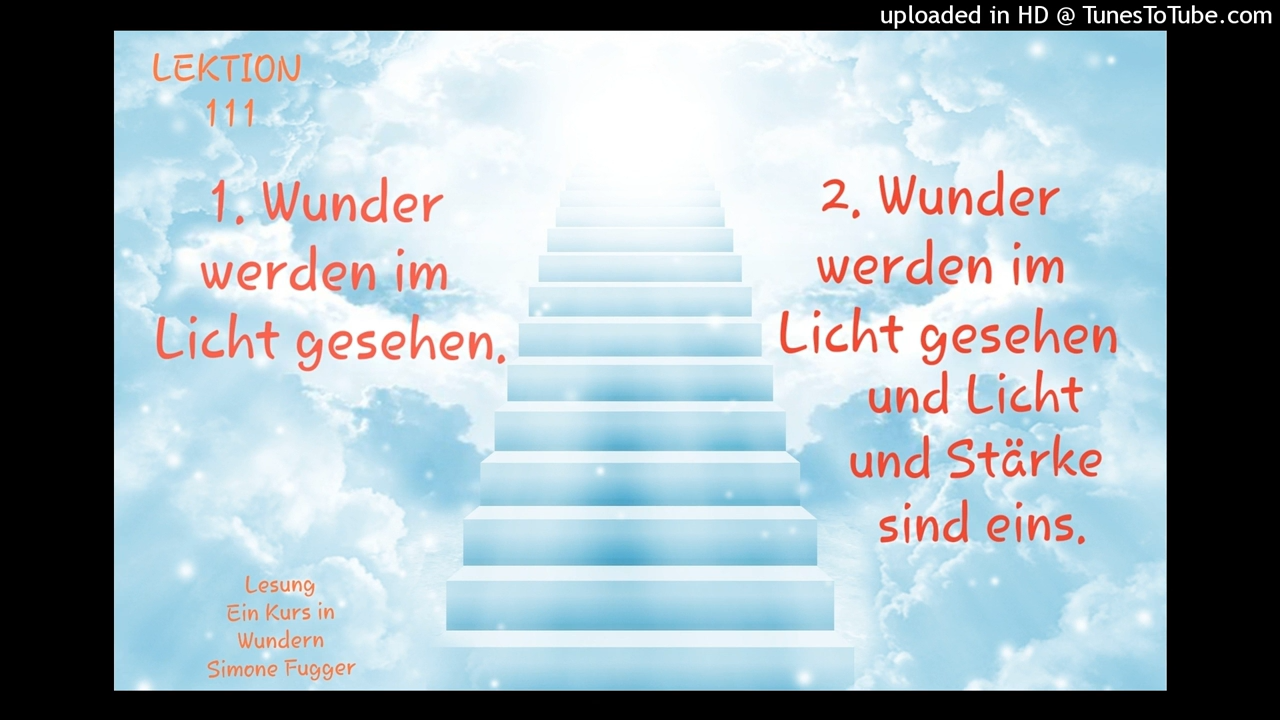 uploaded in HD @ TunesToTube.com
LEKTION
111
1. Wunder
werden im
Licht gesehen.
2. Wunder
werden im
Licht gesehen
und Licht
und Stärke
sind eins.
Lesung
Ein Kurs in
Wundern
Simone Fugger